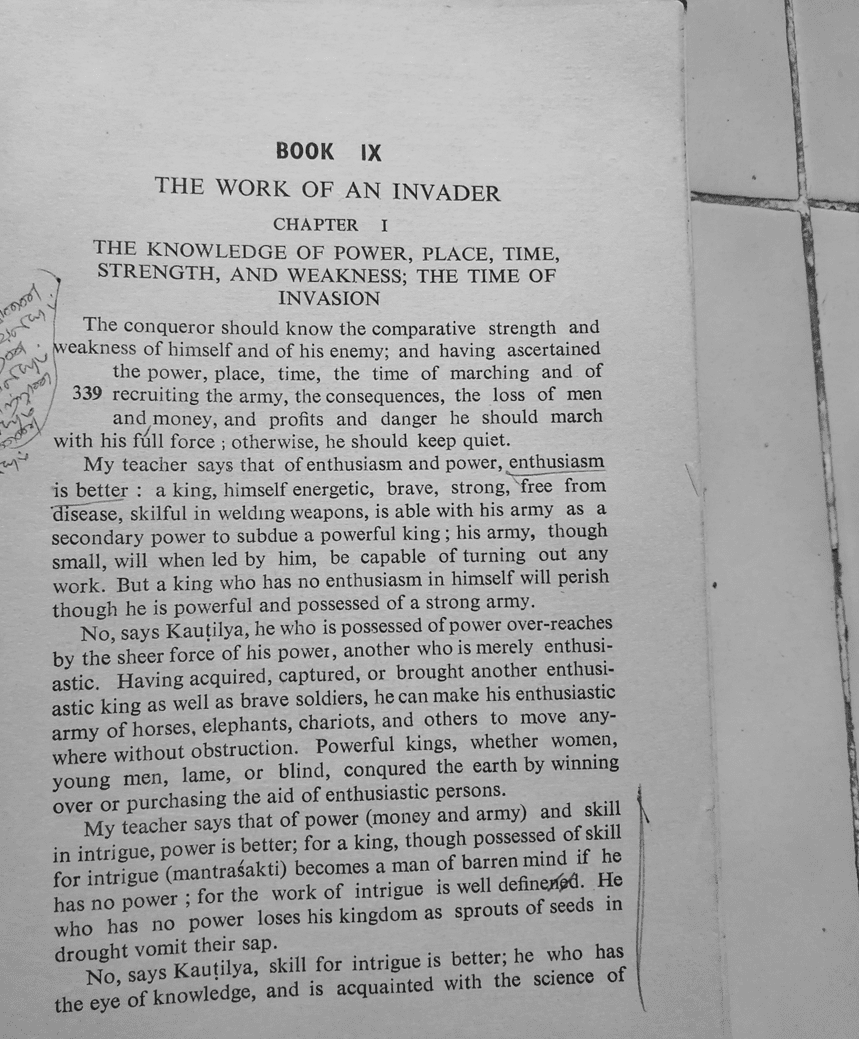 BOOK IX
THE WORK OF AN INVADER
CHAPTER I
THE KNOWLEDGE OF POWER, PLACE, TIME,
STRENGTH, AND WEAKNESS; THE TIME OF
INVASION
The conqueror should know the comparative strength and
weakness of himself and of his enemy; and having ascertained
the power, place, time, the time of marching and of
339 recruiting the army, the consequences, the loss of men
and money, and profits and danger he should march
with his full force ; otherwise, he should keep quiet.
My teacher says that of enthusiasm and power, enthusiasm
is better : a king, himself energetic, brave, strong, free from
disease, skilful in welding weapons, is able with his army as a
secondary power to subdue a powerful king ; his army, though
small, will when led by him, be capable of turning out any
work. But a king who has no enthusiasm in himself will perish
though he is powerful and possessed of a strong army.
No, says Kauṭilya, he who is possessed of power over-reaches
by the sheer force of his power, another who is merely enthusi-
astic. Having acquired, captured, or brought another enthusi-
astic king as well as brave soldiers, he can make his enthusiastic
army of horses, elephants, chariots, and others to move any-
where without obstruction. Powerful kings, whether women,
young men, lame, or blind, conqured the earth by winning
over or purchasing the aid of enthusiastic persons.
My teacher says that of power (money and army) and skill
in intrigue, power is better; for a king, though possessed of skill
for intrigue (mantraśakti) becomes a man of barren mind if he
has no power ; for the work of intrigue is well defined. He
who has no power loses his kingdom as sprouts of seeds in
drought vomit their sap.
No, says Kauṭilya, skill for intrigue is better; he who has
the eye of knowledge, and is acquainted with the science of